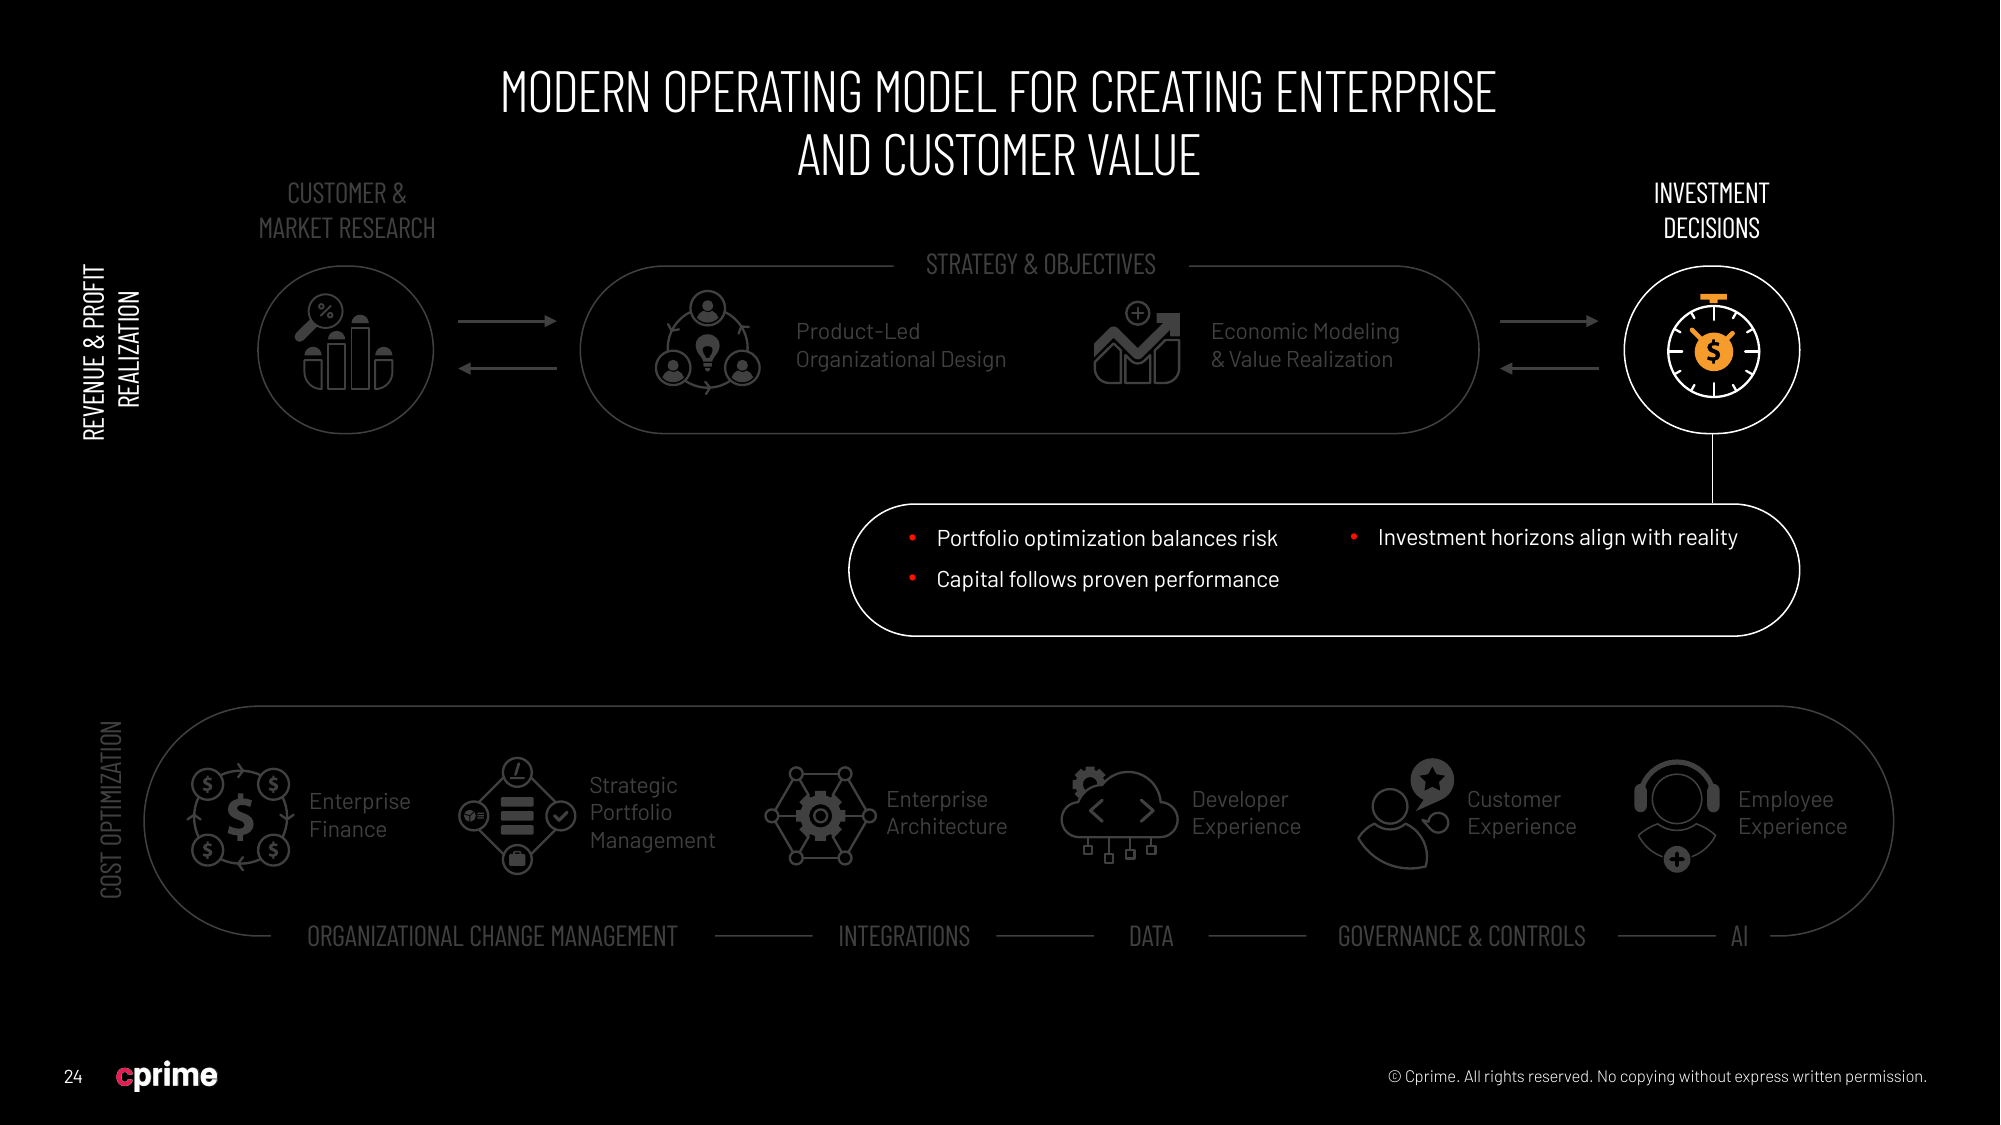 MODERN OPERATING MODEL FOR CREATING ENTERPRISE
AND CUSTOMER VALUE
CUSTOMER &
MARKET RESEARCH
INVESTMENT
DECISIONS
STRATEGY & OBJECTIVES
REVENUE & PROFIT
REALIZATION
%
Product-Led
Organizational Design
Economic Modeling
& Value Realization
$
• Portfolio optimization balances risk
• Capital follows proven performance
• Investment horizons align with reality
COST OPTIMIZATION
$ $
$
$ $
Enterprise
Finance
Strategic
Portfolio
Management
Enterprise
Architecture
Developer
Experience
Customer
Experience
Employee
Experience
ORGANIZATIONAL CHANGE MANAGEMENT
INTEGRATIONS
DATA
GOVERNANCE & CONTROLS
AI
24
cprime
© Cprime. All rights reserved. No copying without express written permission.